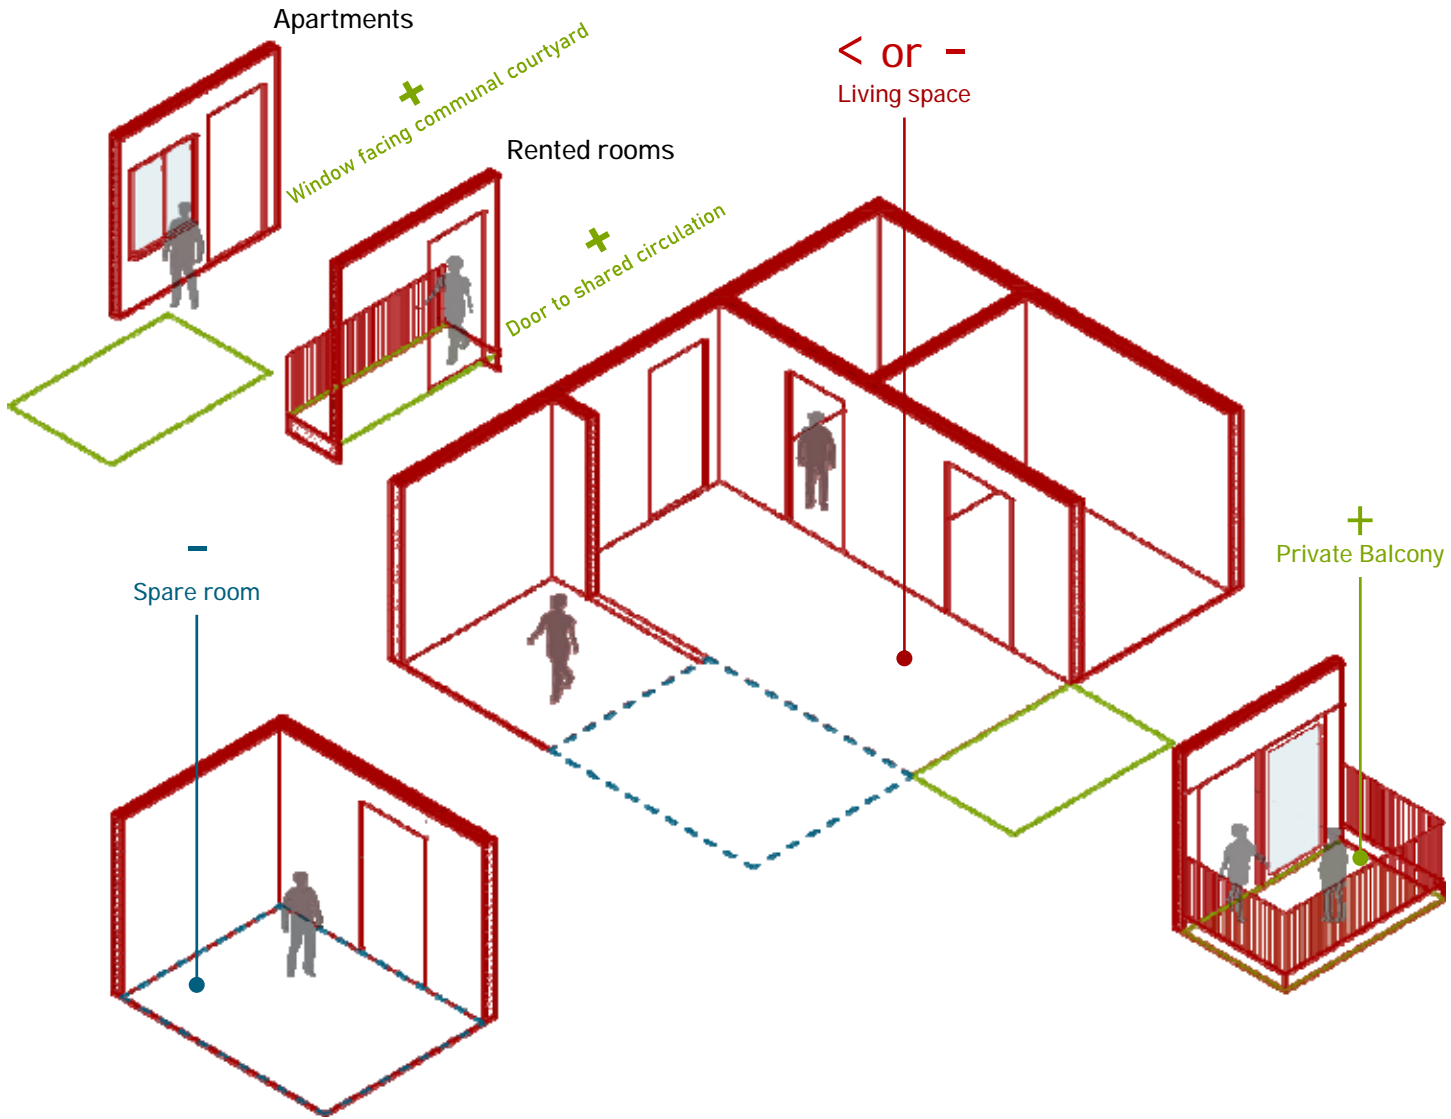 Apartments
+
Window facing communal courtyard
< or -
Living space
Rented rooms
+
Door to shared circulation
-
Spare room
+
Private Balcony